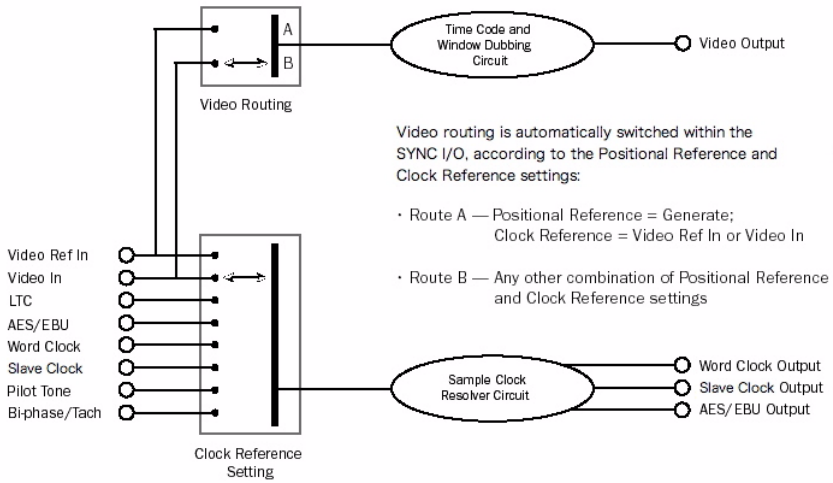 A
B
Video Routing
Time Code and
Window Dubbing
Circuit
Video Output
Video routing is automatically switched within the
SYNC I/O, according to the Positional Reference and
Clock Reference settings:
· Route A — Positional Reference = Generate;
Clock Reference = Video Ref In or Video In
· Route B — Any other combination of Positional Reference
and Clock Reference settings
Video Ref In
Video In
LTC
AES/EBU
Word Clock
Slave Clock
Pilot Tone
Bi-phase/Tach
Clock Reference
Setting
Sample Clock
Resolver Circuit
Word Clock Output
Slave Clock Output
AES/EBU Output